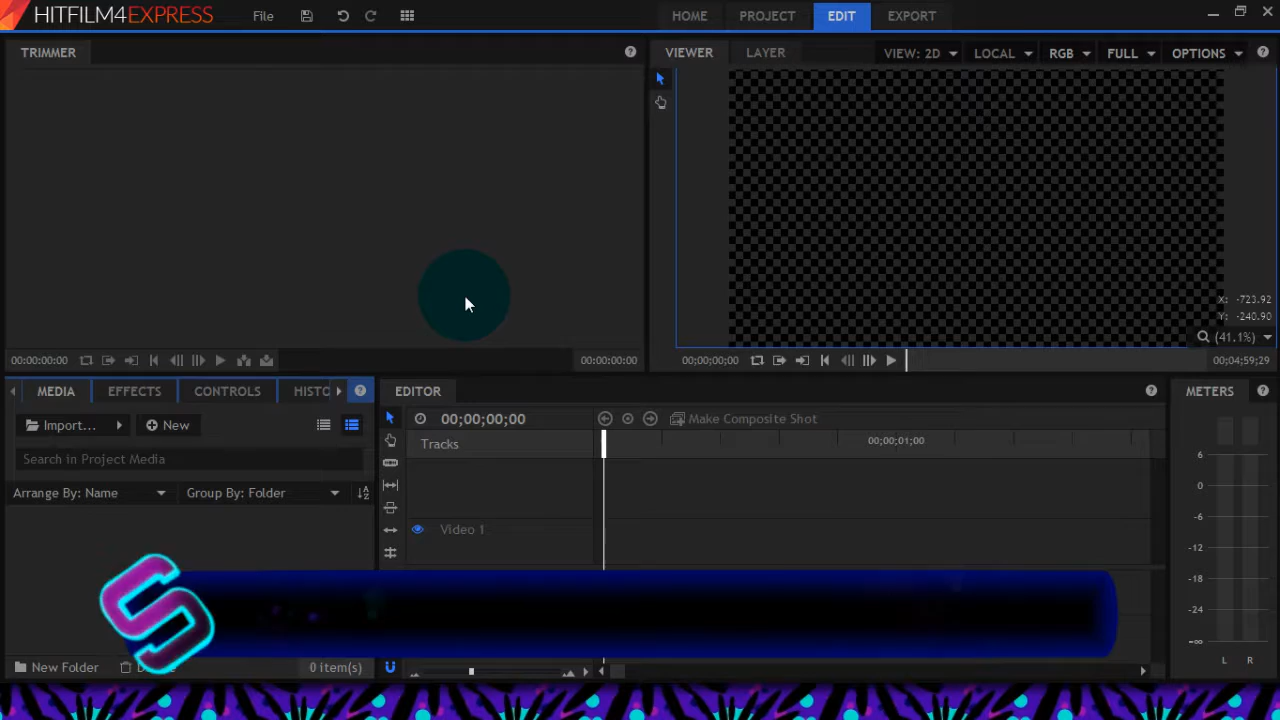 HITFILM4EXPRESS File HOME PROJECT EDIT EXPORT
TRIMMER
VIEWER LAYER VIEW: 2D LOCAL RGB FULL OPTIONS
X: -723.92
Y: -240.90
(41.1%)
00:00:00:00 00:00:00:00
00;00;00;00 00;04;59;29
MEDIA EFFECTS CONTROLS HISTO
EDITOR
METERS
Import... New
00;00;00;00 Make Composite Shot
Search in Project Media
Tracks 00;00;01;00
Arrange By: Name Group By: Folder
Video 1
6
0
-6
-12
-18
-24
-∞
L R
S
New Folder 0 item(s)